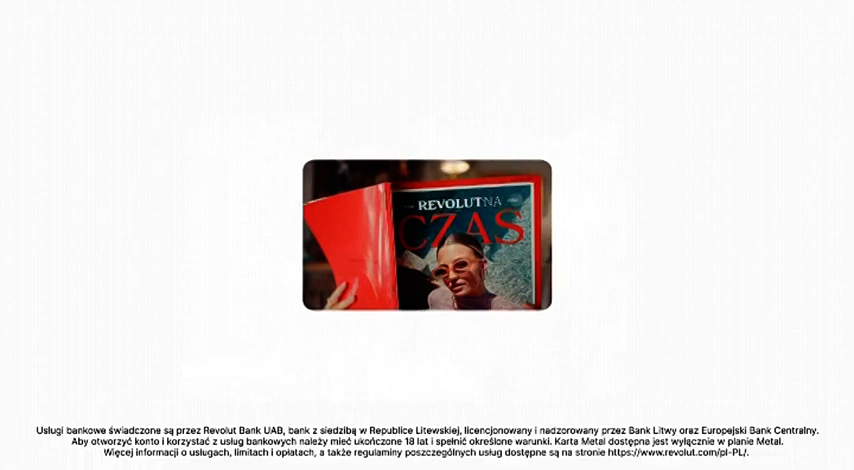 REVOLUTNA
CZAS
Usługi bankowe świadczone są przez Revolut Bank UAB, bank z siedzibą w Republice Litewskiej, licencjonowany i nadzorowany przez Bank Litwy oraz Europejski Bank Centralny.
Aby otworzyć konto i korzystać z usług bankowych należy mieć ukończone 18 lat i spełnić określone warunki. Karta Metal dostępna jest wyłącznie w planie Metal.
Więcej informacji o usługach, limitach i opłatach, a także regulaminy poszczególnych usług dostępne są na stronie https://www.revolut.com/pl-PL/.